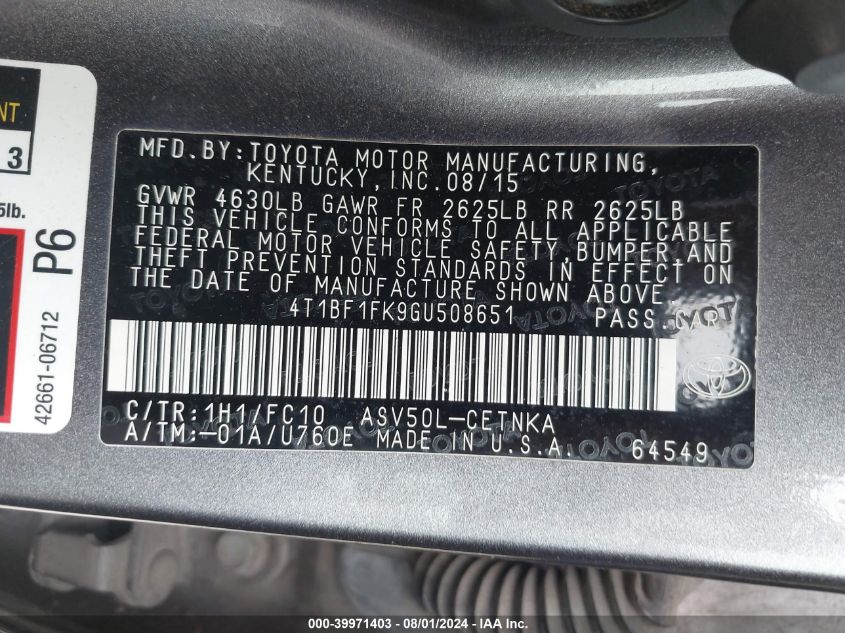 NT
3
5lb.
P6
42661-06712
MFD.BY:TOYOTA MOTOR MANUFACTURING,
KENTUCKY,INC.08/15
GVWR 4630LB GAWR FR 2625LB RR 2625LB
THIS VEHICLE CONFORMS TO ALL APPLICABLE
FEDERAL MOTOR VEHICLE SAFETY,BUMPER,AND
THEFT PREVENTION STANDARDS IN EFFECT ON
THE DATE OF MANUFACTURE SHOWN ABOVE.
4T1BF1FK9GU508651 PASS.CAR
C/TR:1H1/FC10 ASV50L-CETNKA
A/TM:-01A/U760E MADE IN U.S.A. 64549
000-39971403 - 08/01/2024 - IAA Inc.